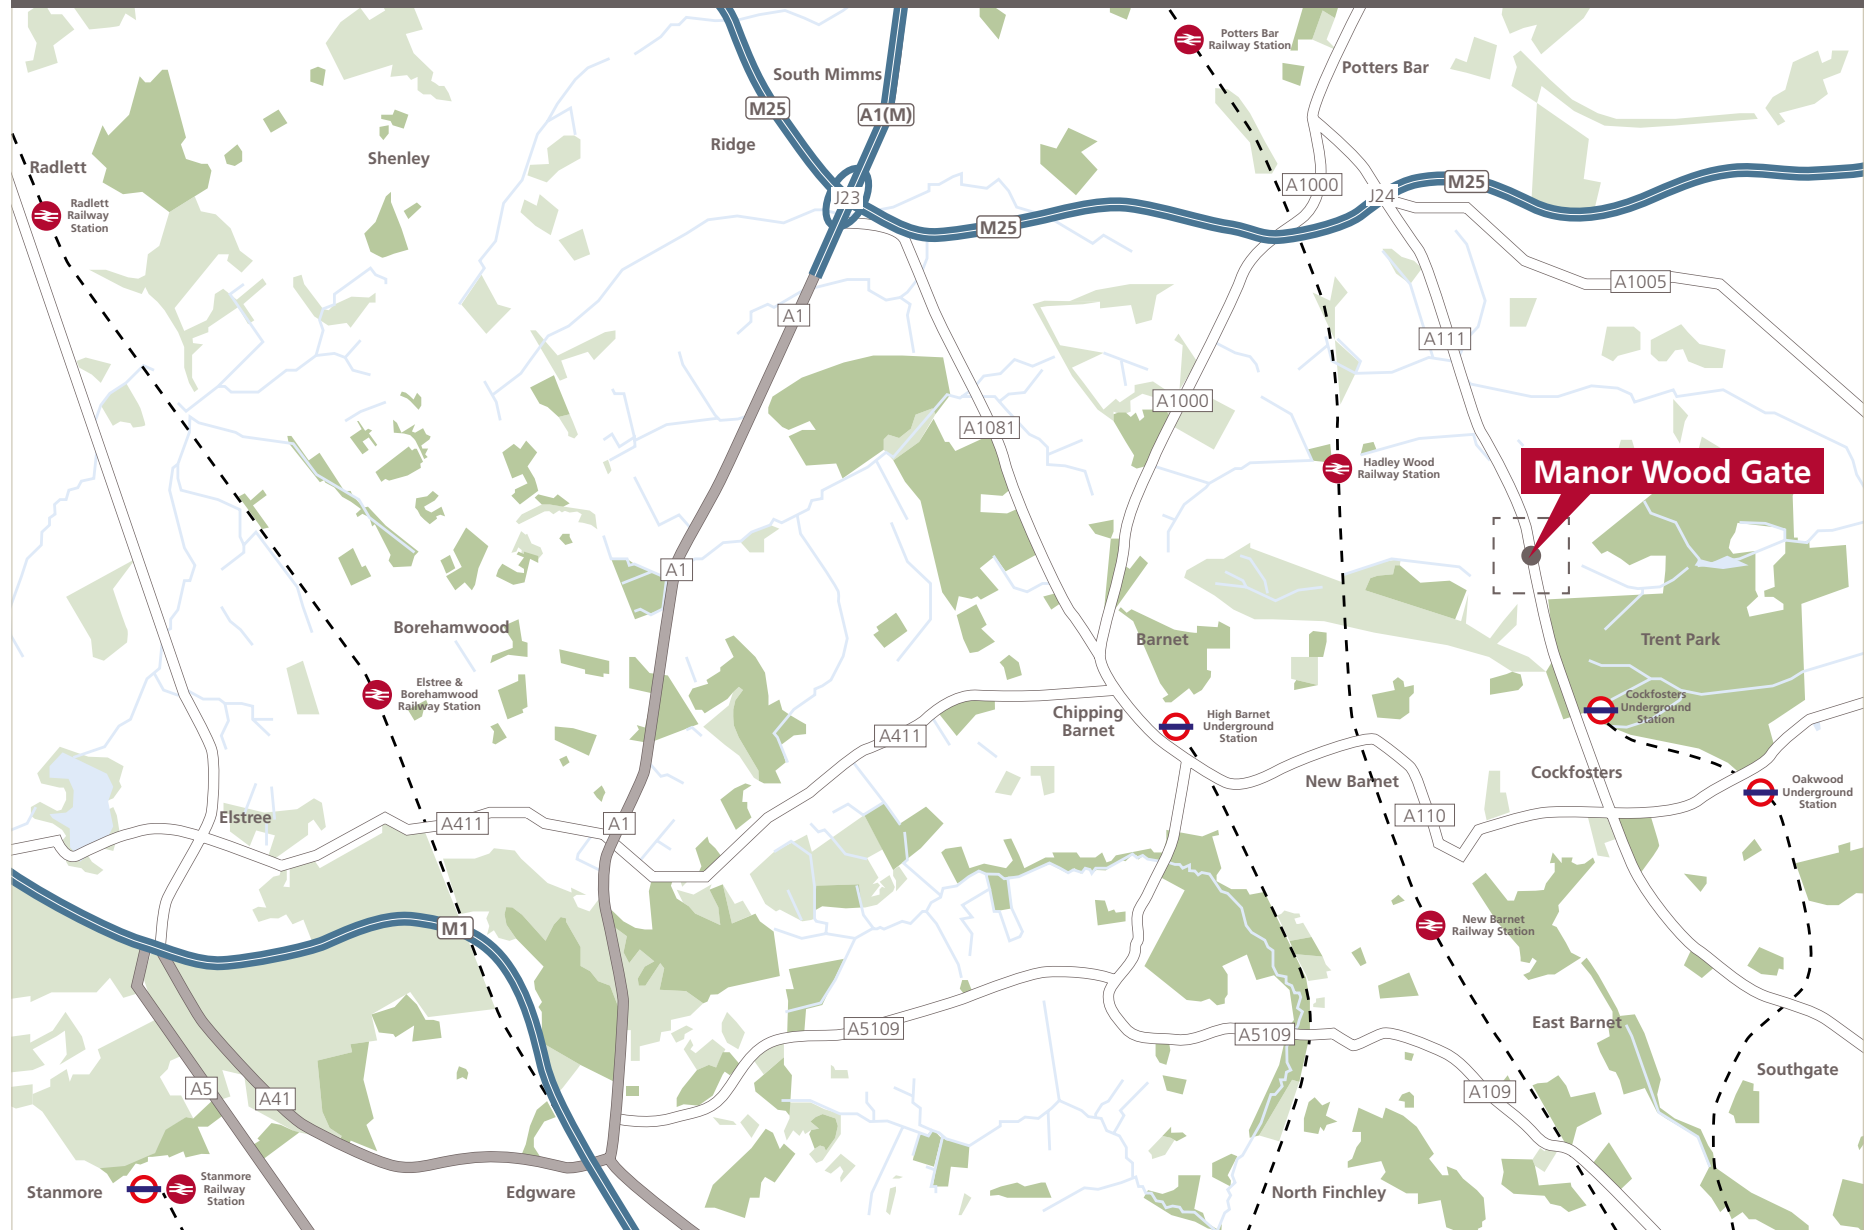 Potters Bar
Railway Station
Potters Bar
South Mimms
M25
A1(M)
Ridge
Shenley
Radlett
Radlett
Railway
Station
J23
A1000
J24
M25
M25
A1005
A1
A111
A1000
A1081
Hadley Wood
Railway Station
Manor Wood Gate
A1
Borehamwood
Barnet
Trent Park
Elstree &
Borehamwood
Railway Station
Chipping
Barnet
High Barnet
Underground
Station
Cockfosters
Underground
Station
A411
New Barnet
Cockfosters
Oakwood
Underground
Station
Elstree
A411
A1
A110
M1
New Barnet
Railway Station
A5109
A5109
East Barnet
Southgate
A5
A41
A109
Stanmore
Stanmore
Railway
Station
Edgware
North Finchley